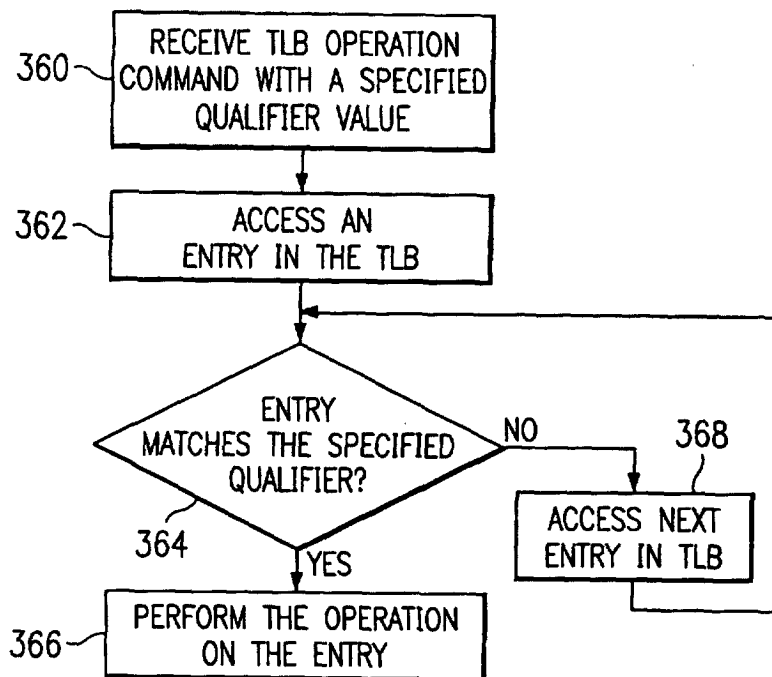 360
RECEIVE TLB OPERATION
COMMAND WITH A SPECIFIED
QUALIFIER VALUE
362
ACCESS AN
ENTRY IN THE TLB
ENTRY
MATCHES THE SPECIFIED
QUALIFIER?
364
NO
368
ACCESS NEXT
ENTRY IN TLB
YES
366
PERFORM THE OPERATION
ON THE ENTRY